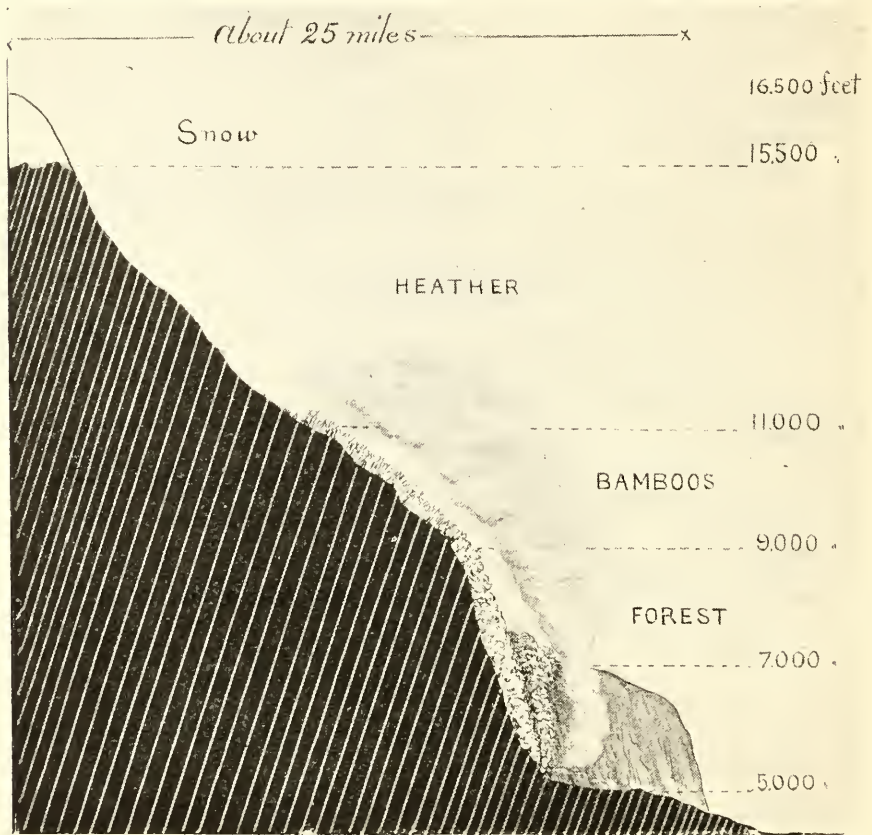 About 25 miles
16.500 feet
Snow
15,500 "
HEATHER
11.000 "
BAMBOOS
9.000 "
FOREST
7.000 "
5.000 "